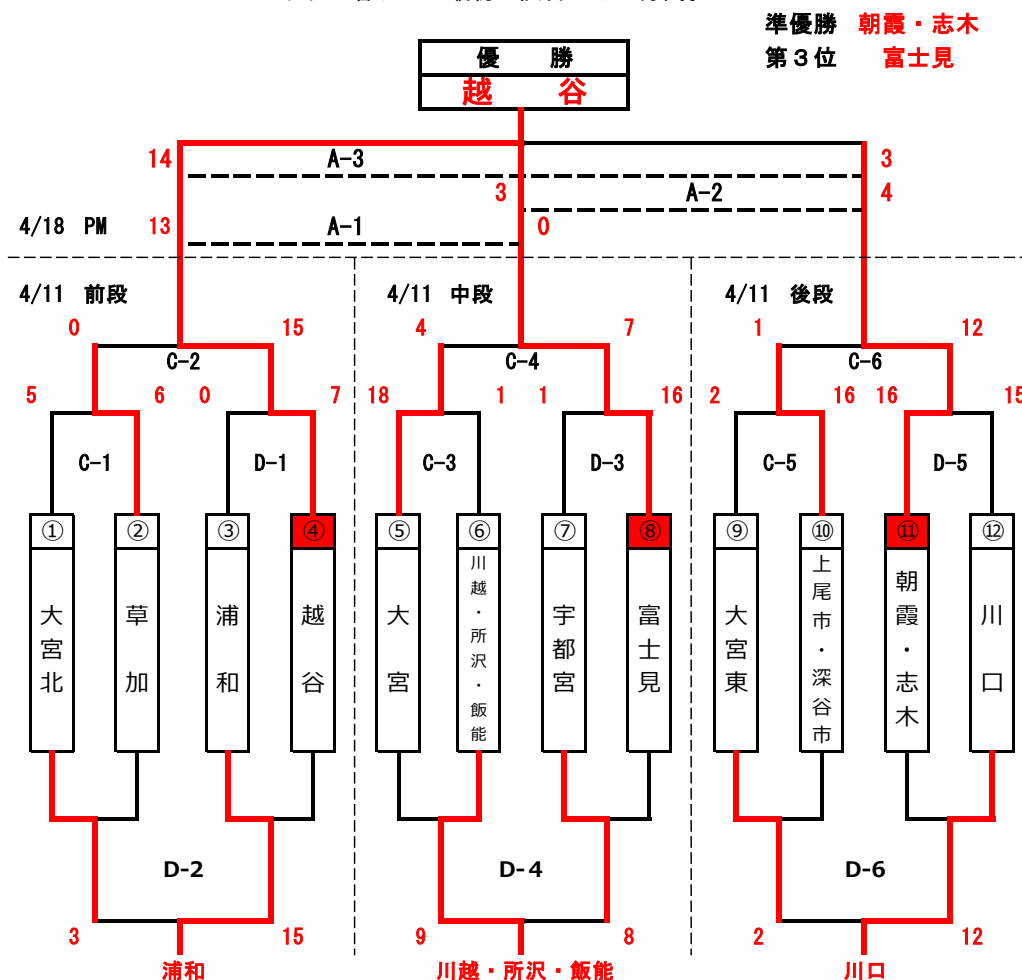 準優勝 朝霞・志木
第3位 富士見
優 勝
越 谷
14 A-3 3
3 A-2 4
4/18 PM 13 A-1 0
4/11 前段 4/11 中段 4/11 後段
0 15 4 7 1 12
C-2 C-4 C-6
5 6 0 7 18 1 1 16 2 16 16 15
C-1 D-1 C-3 D-3 C-5 D-5
① ② ③ ④ ⑤ ⑥ ⑦ ⑧ ⑨ ⑩ ⑪ ⑫
大宮北
草加
浦和
越谷
大宮
川越・所沢・飯能
宇都宮
富士見
大宮東
上尾市・深谷市
朝霞・志木
川口
D-2 D-4 D-6
3 15 9 8 2 12
浦和 川越・所沢・飯能 川口